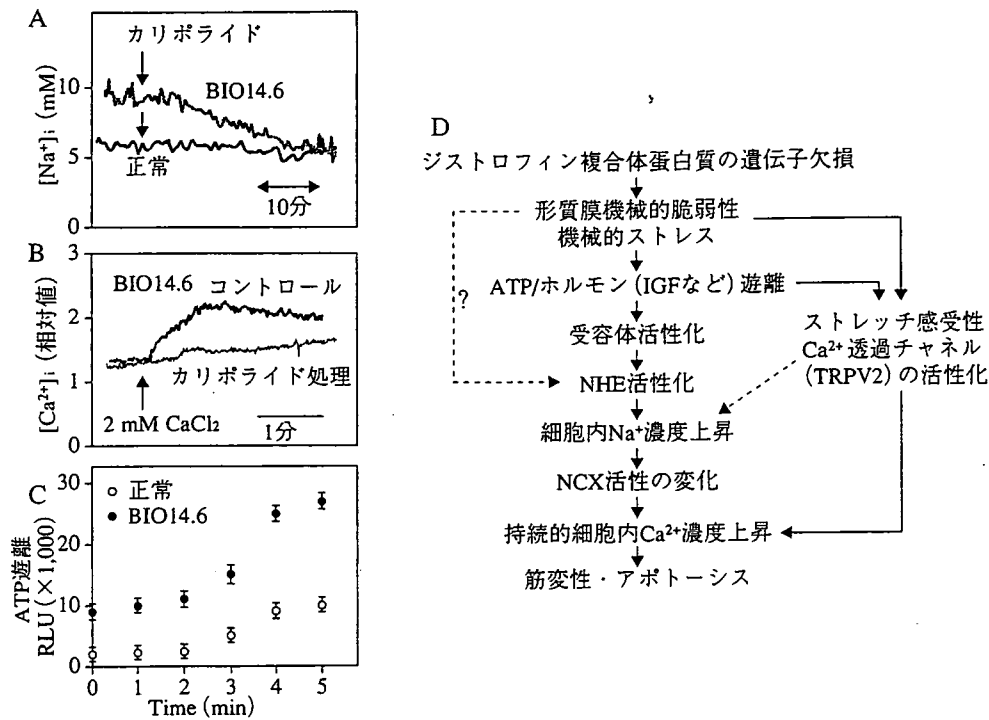 A
カリポライド
BIO14.6
正常
10分
[Na⁺]ᵢ (mM)
10
5
0
B
BIO14.6 コントロール
カリポライド処理
2 mM CaCl₂
1分
[Ca²⁺]ᵢ (相対値)
3
2
1
0
C
○ 正常
● BIO14.6
ATP遊離
RLU (×1,000)
30
20
10
0
0 1 2 3 4 5
Time (min)
D
ジストロフィン複合体蛋白質の遺伝子欠損
形質膜機械的脆弱性
機械的ストレス
?
ATP/ホルモン (IGFなど) 遊離
受容体活性化
ストレッチ感受性
Ca²⁺透過チャネル
(TRPV2) の活性化
NHE活性化
細胞内Na⁺濃度上昇
NCX活性の変化
持続的細胞内Ca²⁺濃度上昇
筋変性・アポトーシス